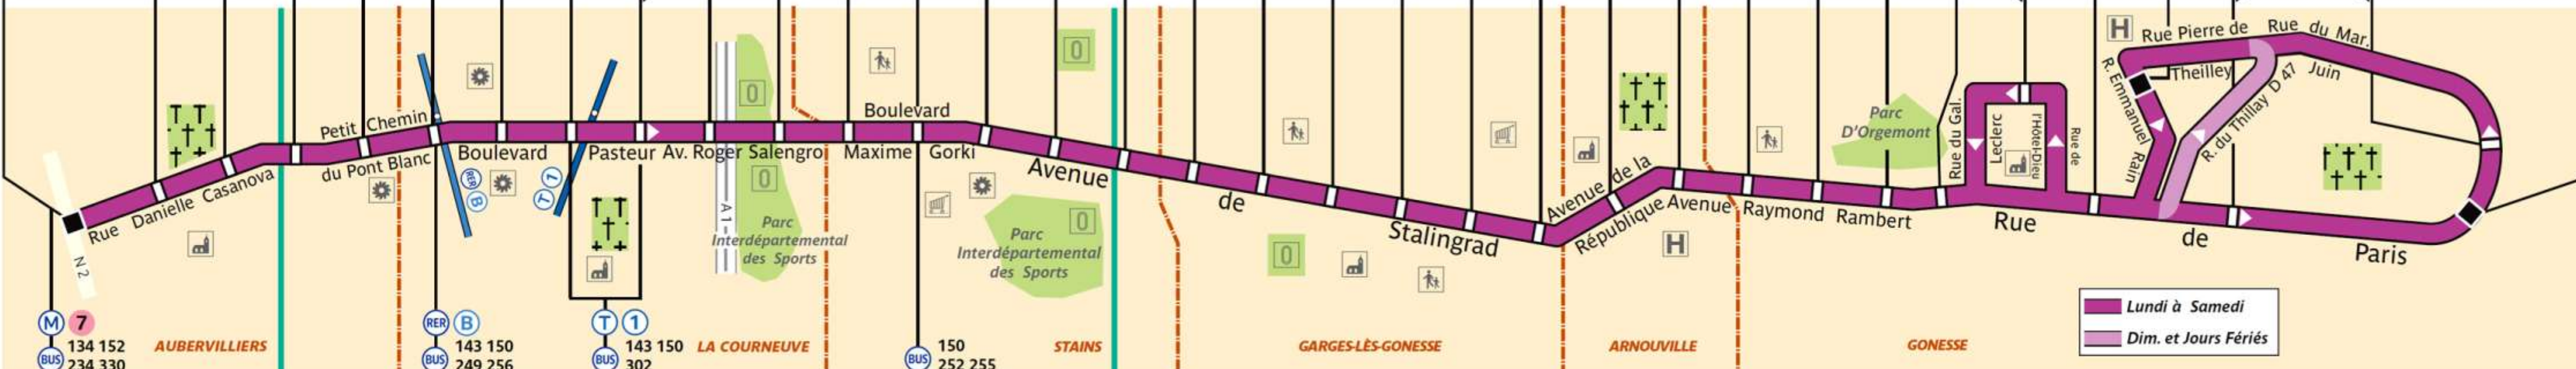 Rue Danielle Casanova
N 2
Petit Chemin
du Pont Blanc
RER B
Boulevard
T 1
Pasteur
Av. Roger Salengro
A 1
Parc
Interdépartemental
des Sports
Boulevard
Maxime Gorki
Avenue
Parc
Interdépartemental
des Sports
de
Stalingrad
Avenue de la
République
H
Avenue Raymond Rambert
Parc
D'Orgemont
Rue du Gal.
Leclerc
l'Hôtel-Dieu
Rue de
Rue
de
Paris
H
Rue Pierre de
Theilley
Rue du Mar.
Juin
R. Emmanuel Rain
R. du Thillay D 47
M 7
BUS
134 152
234 330
AUBERVILLIERS
RER B
BUS
143 150
249 256
T 1
BUS
143 150
302
LA COURNEUVE
BUS
150
252 255
STAINS
GARGES-LÈS-GONESSE
ARNOUVILLE
GONESSE
Lundi à Samedi
Dim. et Jours Fériés